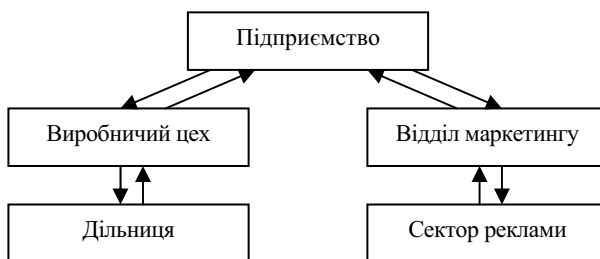 Підприємство
Виробничий цех
Відділ маркетингу
Дільниця
Сектор реклами